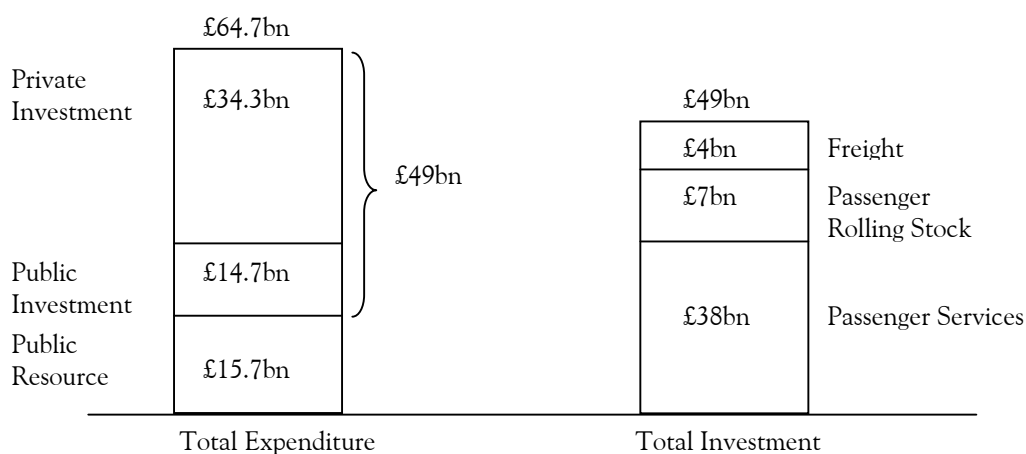 £64.7bn
Private
Investment
£34.3bn
£49bn
Public
Investment
£14.7bn
Public
Resource
£15.7bn
Total Expenditure
£49bn
£4bn
Freight
£7bn
Passenger
Rolling Stock
£38bn
Passenger Services
Total Investment